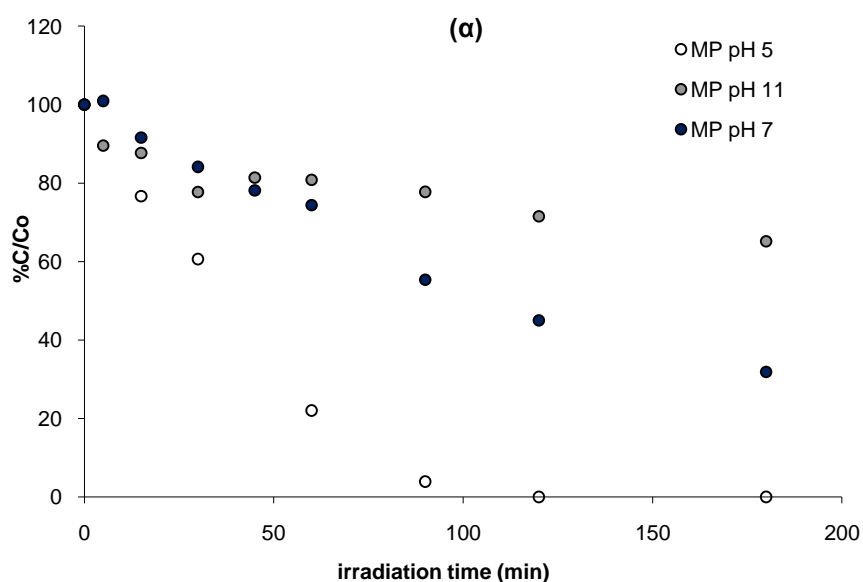 (α)
120
100
80
60
40
20
0
%C/Co
MP pH 5
MP pH 11
MP pH 7
0 50 100 150 200
irradiation time (min)